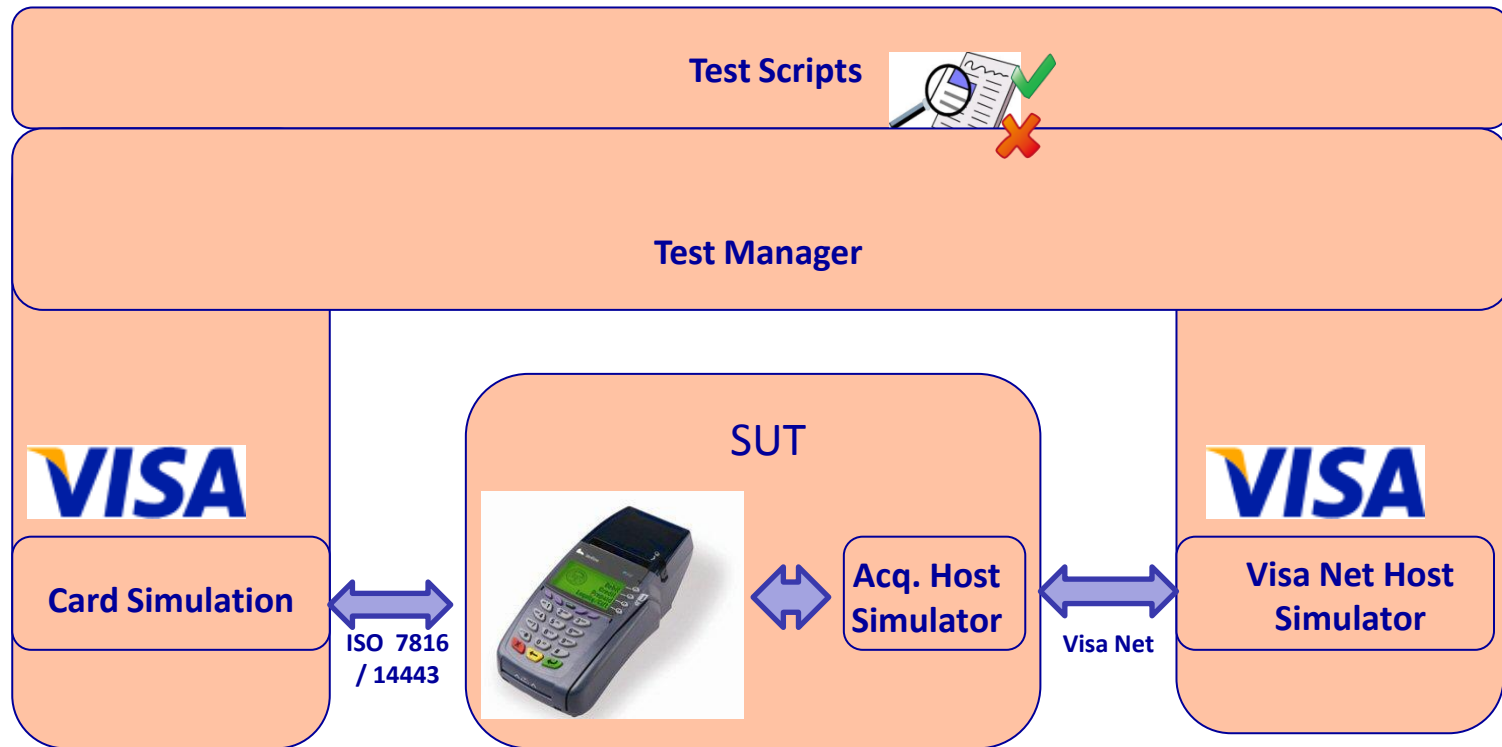 Test Scripts
Test Manager
SUT
VISA
VISA
Card Simulation
ISO 7816
/ 14443
Acq. Host
Simulator
Visa Net
Visa Net Host
Simulator